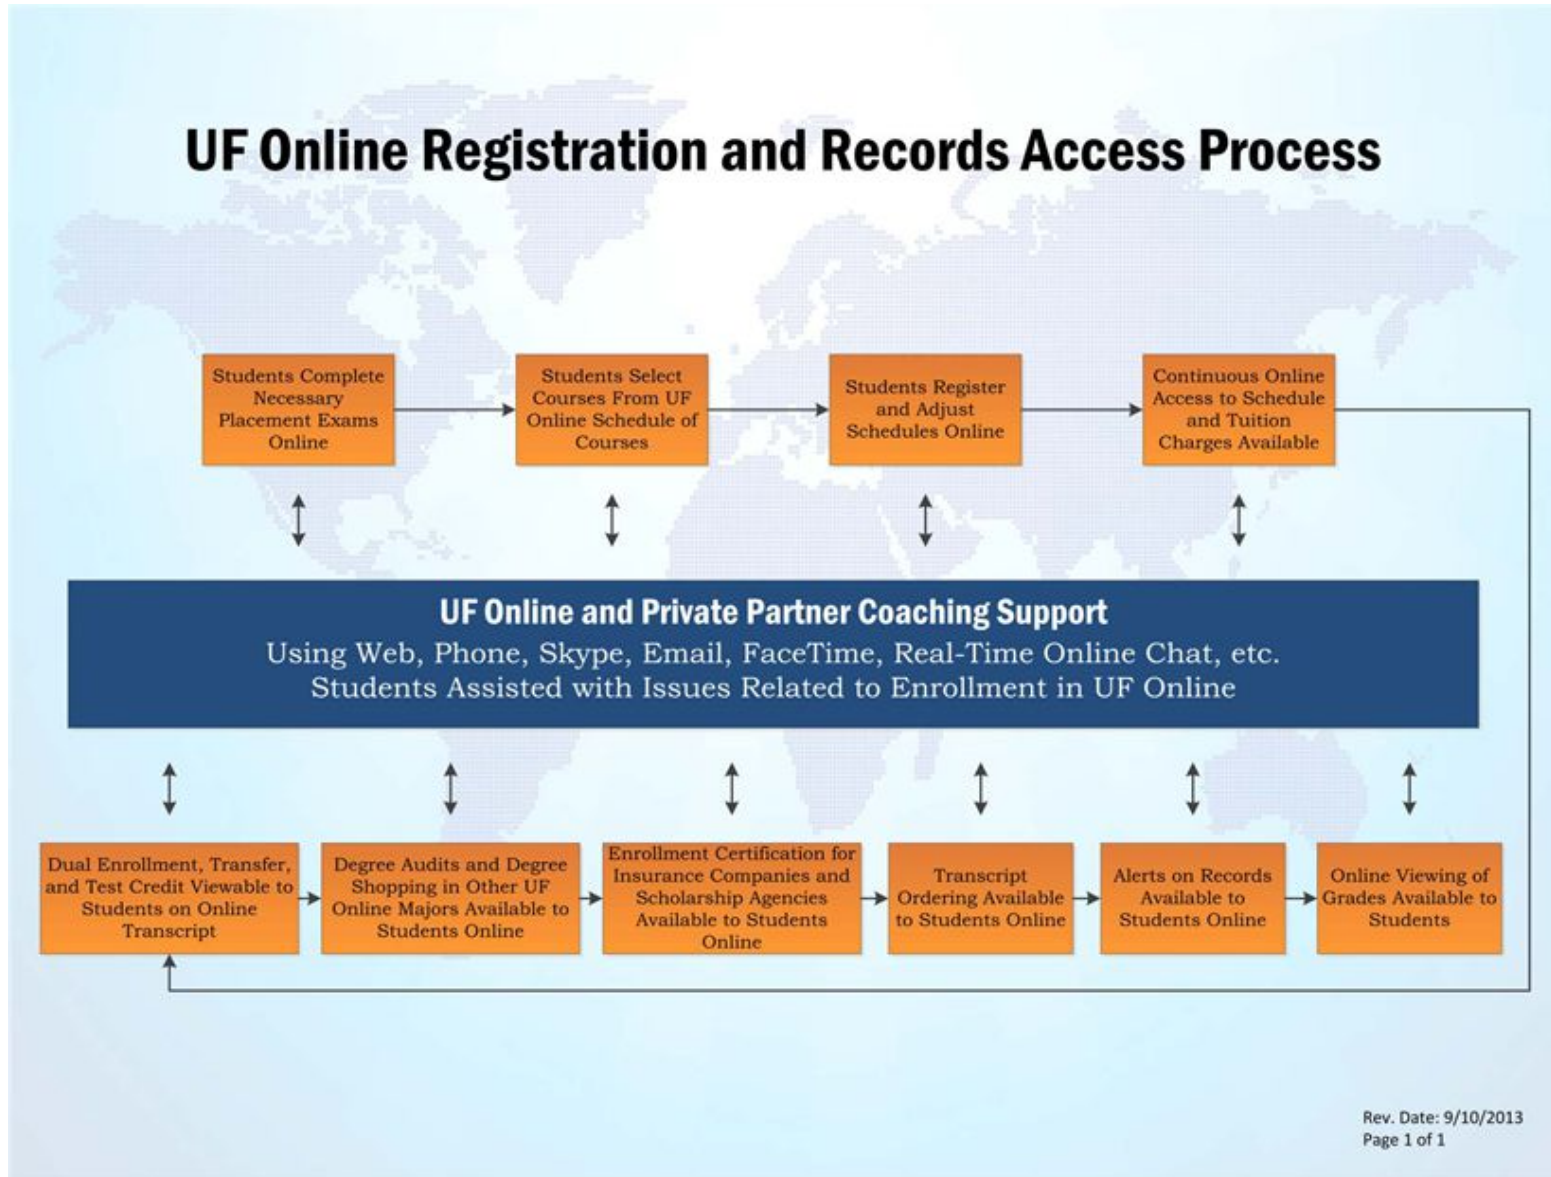 UF Online Registration and Records Access Process
Students Complete
Necessary
Placement Exams
Online
Students Select
Courses From UF
Online Schedule of
Courses
Students Register
and Adjust
Schedules Online
Continuous Online
Access to Schedule
and Tuition
Charges Available
UF Online and Private Partner Coaching Support
Using Web, Phone, Skype, Email, FaceTime, Real-Time Online Chat, etc.
Students Assisted with Issues Related to Enrollment in UF Online
Dual Enrollment, Transfer,
and Test Credit Viewable to
Students on Online
Transcript
Degree Audits and Degree
Shopping in Other UF
Online Majors Available to
Students Online
Enrollment Certification for
Insurance Companies and
Scholarship Agencies
Available to Students
Online
Transcript
Ordering Available
to Students Online
Alerts on Records
Available to
Students Online
Online Viewing of
Grades Available to
Students
Rev. Date: 9/10/2013
Page 1 of 1